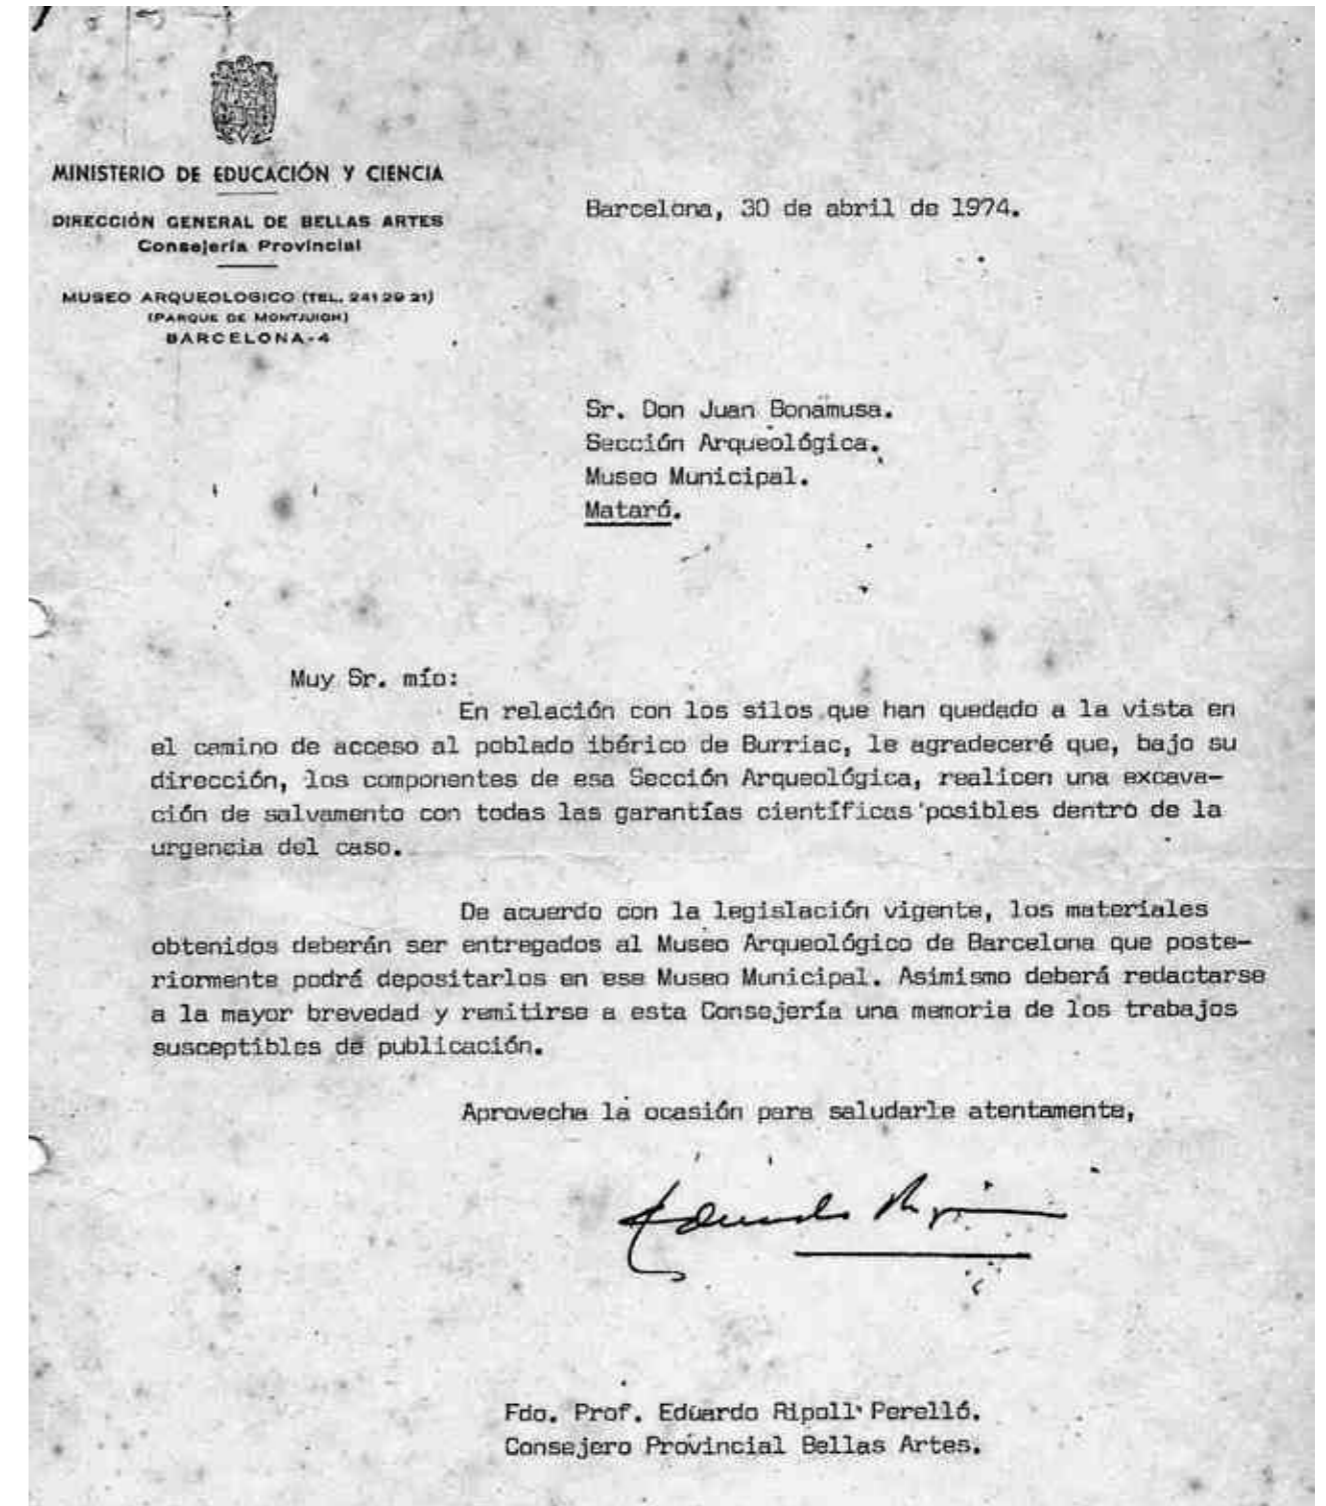 MINISTERIO DE EDUCACIÓN Y CIENCIA
DIRECCIÓN GENERAL DE BELLAS ARTES
Consejería Provincial
MUSEO ARQUEOLOGICO (TEL. 241 29 21)
(PARQUE DE MONTJUICH)
BARCELONA-4
Barcelona, 30 de abril de 1974.
Sr. Don Juan Bonamusa.
Sección Arqueológica.
Museo Municipal.
Mataró.
Muy Sr. mío:
En relación con los silos que han quedado a la vista en
el camino de acceso al poblado ibérico de Burriac, le agradeceré que, bajo su
dirección, los componentes de esa Sección Arqueológica, realicen una excava-
ción de salvamento con todas las garantías científicas posibles dentro de la
urgencia del caso.
De acuerdo con la legislación vigente, los materiales
obtenidos deberán ser entregados al Museo Arqueológico de Barcelona que poste-
riormente podrá depositarlos en ese Museo Municipal. Asimismo deberá redactarse
a la mayor brevedad y remitirse a esta Consejería una memoria de los trabajos
susceptibles de publicación.
Aprovecha la ocasión para saludarle atentamente,
Fdo. Prof. Eduardo Ripoll Perelló.
Consejero Provincial Bellas Artes.